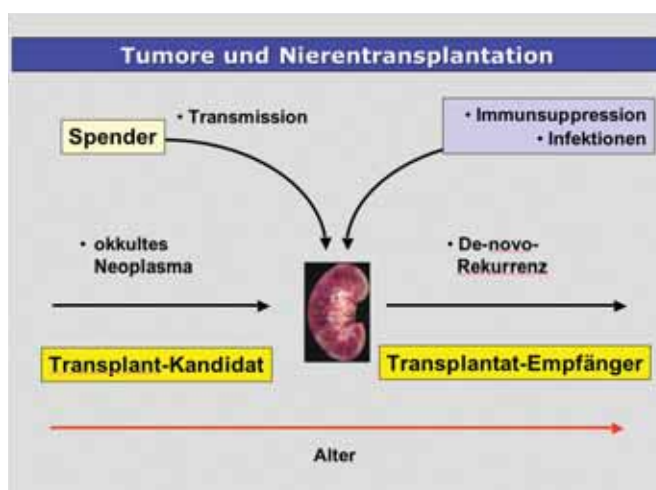 Tumore und Nierentransplantation
• Transmission
Spender
• Immunsuppression
• Infektionen
• okkultes
Neoplasma
• De-novo-
Rekurrenz
Transplant-Kandidat
Transplantat-Empfänger
Alter